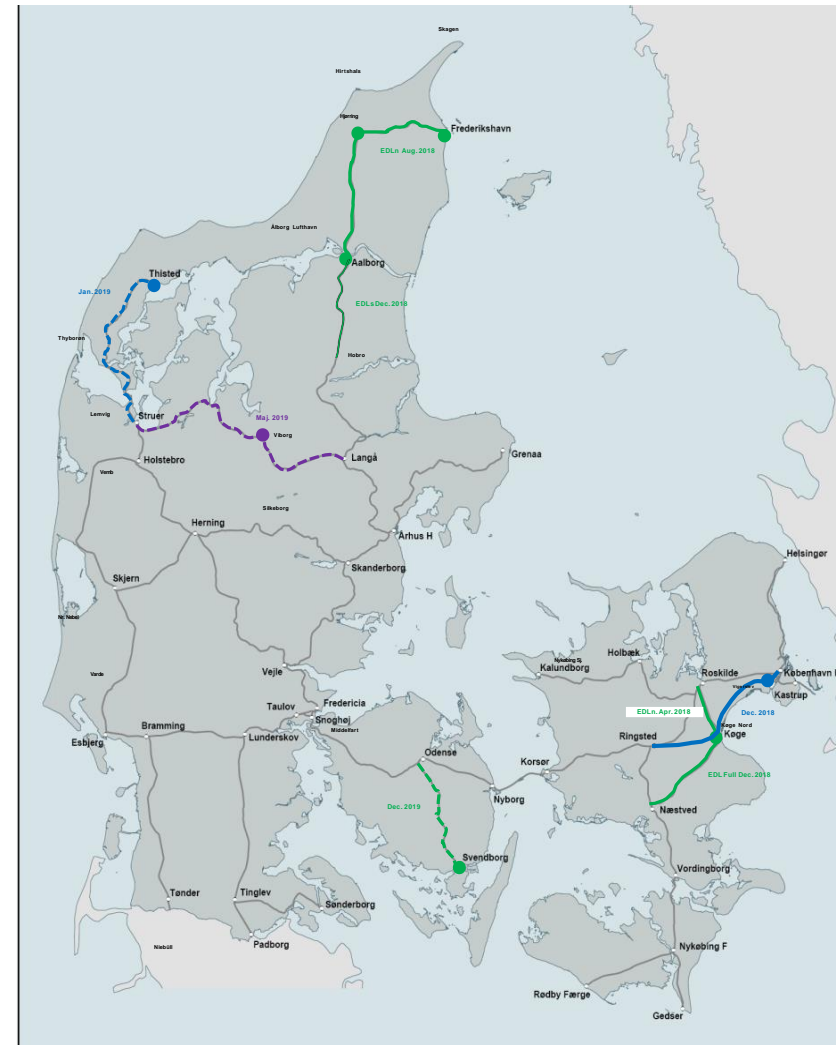 Skagen
Hirtshals
Hjørring
Frederikshavn
EDLn Aug. 2018
Ålborg Lufthavn
Aalborg
Thisted
Jan. 2019
EDLs Dec. 2018
Thyborøn
Hobro
Lemvig
Struer
Maj. 2019
Viborg
Langå
Grenaa
Holstebro
Vemb
Silkeborg
Herning
Århus H
Skanderborg
Helsingør
Skjern
Nr. Nebel
Nykøbing Sj.
Holbæk
Kalundborg
Vejle
Varde
Roskilde
København H
Kastrup
Taulov
Fredericia
Snoghøj
Middelfart
EDLn. Apr. 2018
Dec. 2018
Køge Nord
Køge
Esbjerg
Bramming
Lunderskov
Ringsted
Odense
Korsør
EDL Full Dec. 2018
Nyborg
Dec. 2019
Næstved
Svendborg
Vordingborg
Tønder
Tinglev
Sønderborg
Niebüll
Padborg
Nykøbing F
Rødby Færge
Gedser